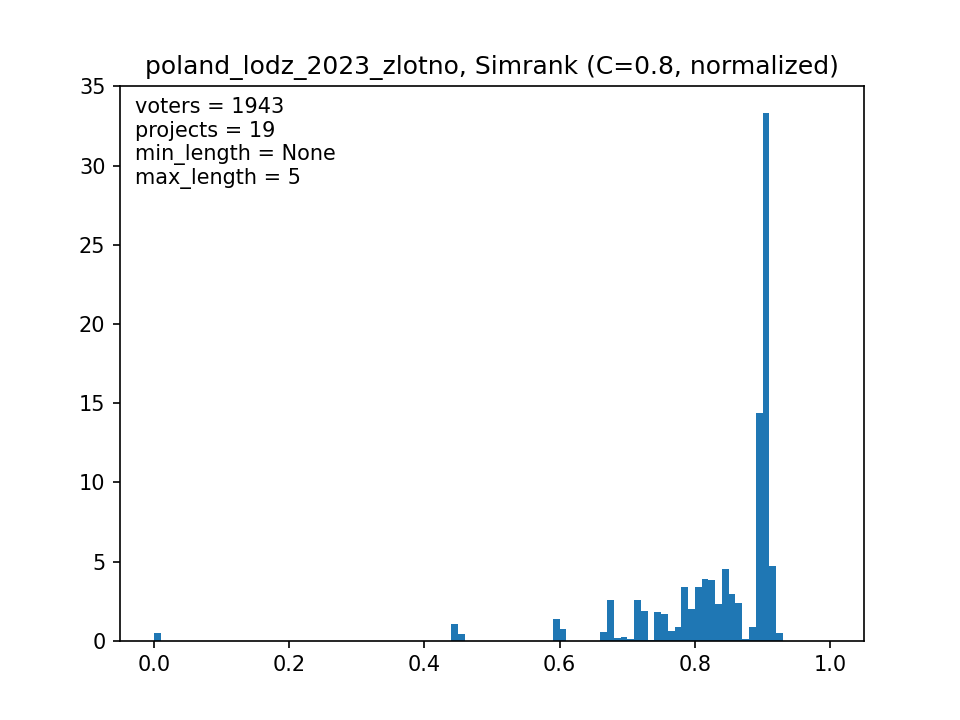 poland_lodz_2023_zlotno, Simrank (C=0.8, normalized)
voters = 1943
projects = 19
min_length = None
max_length = 5
35
30
25
20
15
10
5
0
0.0 0.2 0.4 0.6 0.8 1.0